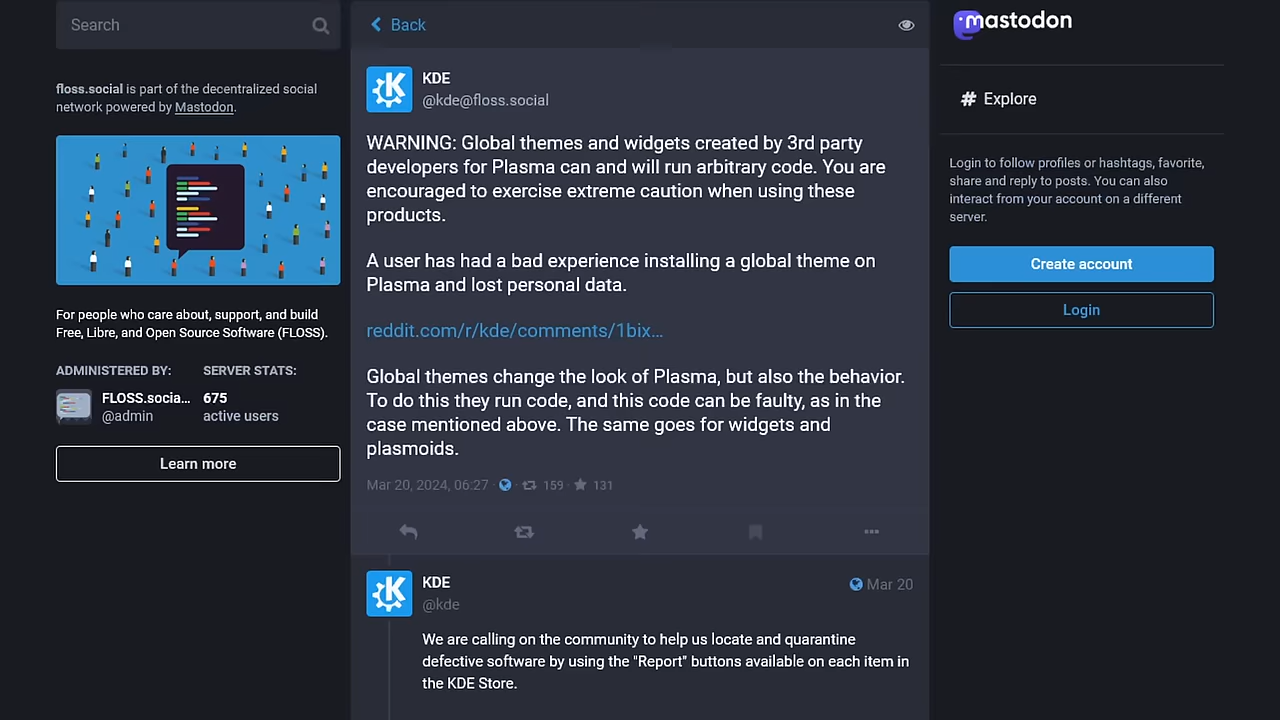 Search
floss.social is part of the decentralized social
network powered by Mastodon.
For people who care about, support, and build
Free, Libre, and Open Source Software (FLOSS).
ADMINISTERED BY:
FLOSS.socia...
@admin
SERVER STATS:
675
active users
Learn more
Back
KDE
@kde@floss.social
WARNING: Global themes and widgets created by 3rd party
developers for Plasma can and will run arbitrary code. You are
encouraged to exercise extreme caution when using these
products.
A user has had a bad experience installing a global theme on
Plasma and lost personal data.
reddit.com/r/kde/comments/1bix…
Global themes change the look of Plasma, but also the behavior.
To do this they run code, and this code can be faulty, as in the
case mentioned above. The same goes for widgets and
plasmoids.
Mar 20, 2024, 06:27 · · 159 · 131
KDE
@kde
Mar 20
We are calling on the community to help us locate and quarantine
defective software by using the "Report" buttons available on each item in
the KDE Store.
mastodon
# Explore
Login to follow profiles or hashtags, favorite,
share and reply to posts. You can also
interact from your account on a different
server.
Create account
Login